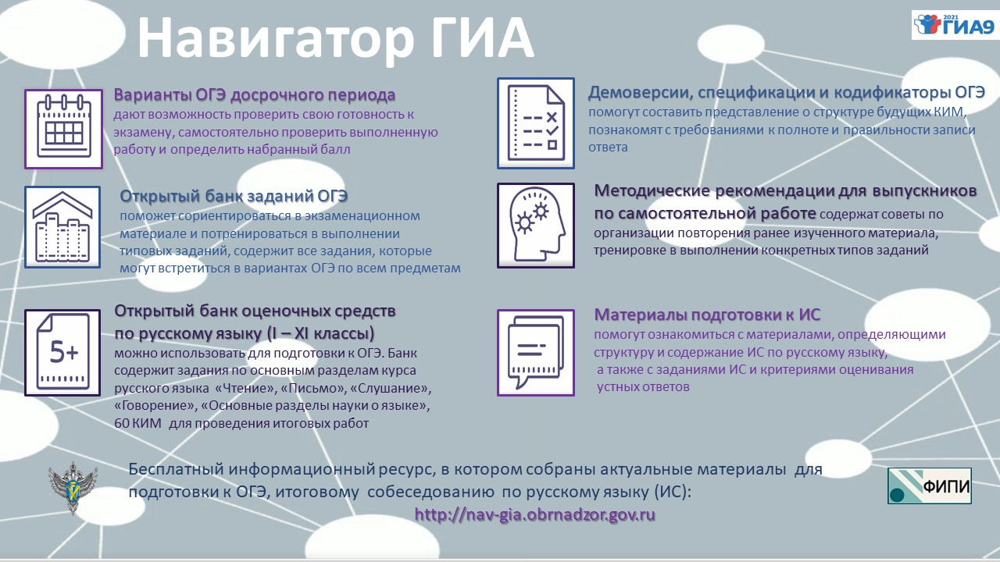 Навигатор ГИА
2021
ГИА9
Варианты ОГЭ досрочного периода
дают возможность проверить свою готовность к
экзамену, самостоятельно проверить выполненную
работу и определить набранный балл
Демоверсии, спецификации и кодификаторы ОГЭ
помогут составить представление о структуре будущих КИМ,
познакомят с требованиями к полноте и правильности записи
ответа
Открытый банк заданий ОГЭ
поможет сориентироваться в экзаменационном
материале и потренироваться в выполнении
типовых заданий, содержит все задания, которые
могут встретиться в вариантах ОГЭ по всем предметам
Методические рекомендации для выпускников
по самостоятельной работе содержат советы по
организации повторения ранее изученного материала,
тренировке в выполнении конкретных типов заданий
5+
Открытый банк оценочных средств
по русскому языку (I – XI классы)
можно использовать для подготовки к ОГЭ. Банк
содержит задания по основным разделам курса
русского языка «Чтение», «Письмо», «Слушание»,
«Говорение», «Основные разделы науки о языке»,
60 КИМ для проведения итоговых работ
Материалы подготовки к ИС
помогут ознакомиться с материалами, определяющими
структуру и содержание ИС по русскому языку,
а также с заданиями ИС и критериями оценивания
устных ответов
Бесплатный информационный ресурс, в котором собраны актуальные материалы для
подготовки к ОГЭ, итоговому собеседованию по русскому языку (ИС):
http://nav-gia.obrnadzor.gov.ru
ФИПИ